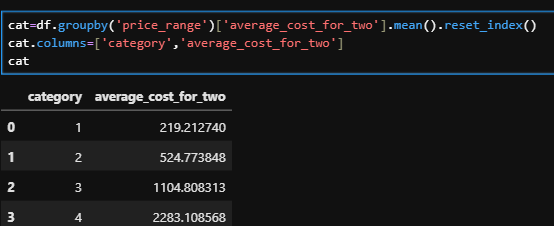 cat=df.groupby('price_range')['average_cost_for_two'].mean().reset_index()
cat.columns=['category','average_cost_for_two']
cat
category average_cost_for_two
0 1 219.212740
1 2 524.773848
2 3 1104.808313
3 4 2283.108568